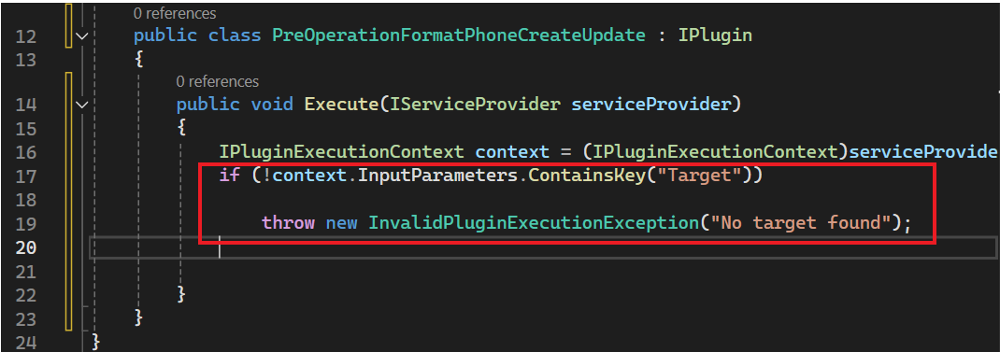 0 references
12 public class PreOperationFormatPhoneCreateUpdate : IPlugin
13 {
0 references
14 public void Execute(IServiceProvider serviceProvider)
15 {
16 IPluginExecutionContext context = (IPluginExecutionContext)serviceProvide
17 if (!context.InputParameters.ContainsKey("Target"))
18
19 throw new InvalidPluginExecutionException("No target found");
20
21
22 }
23 }
24 }